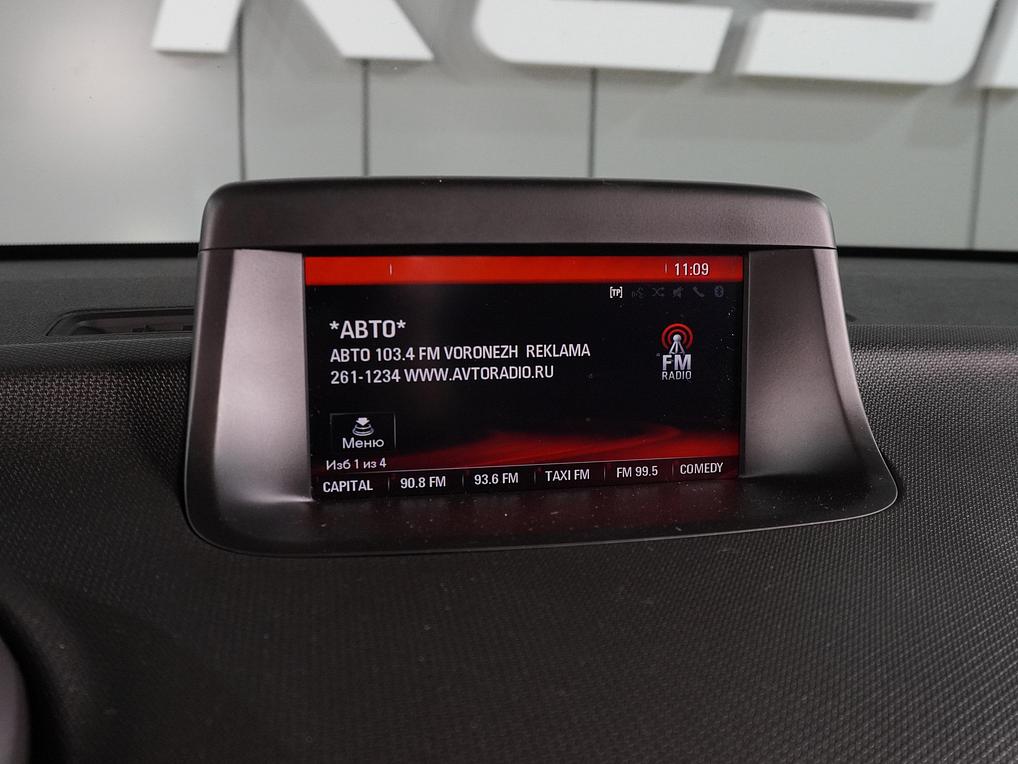 11:09
[TP]
*АВТО*
АВТО 103.4 FM VORONEZH REKLAMA
261-1234 WWW.AVTORADIO.RU
FM
RADIO
Меню
Изб 1 из 4
CAPITAL 90.8 FM 93.6 FM TAXI FM FM 99.5 COMEDY